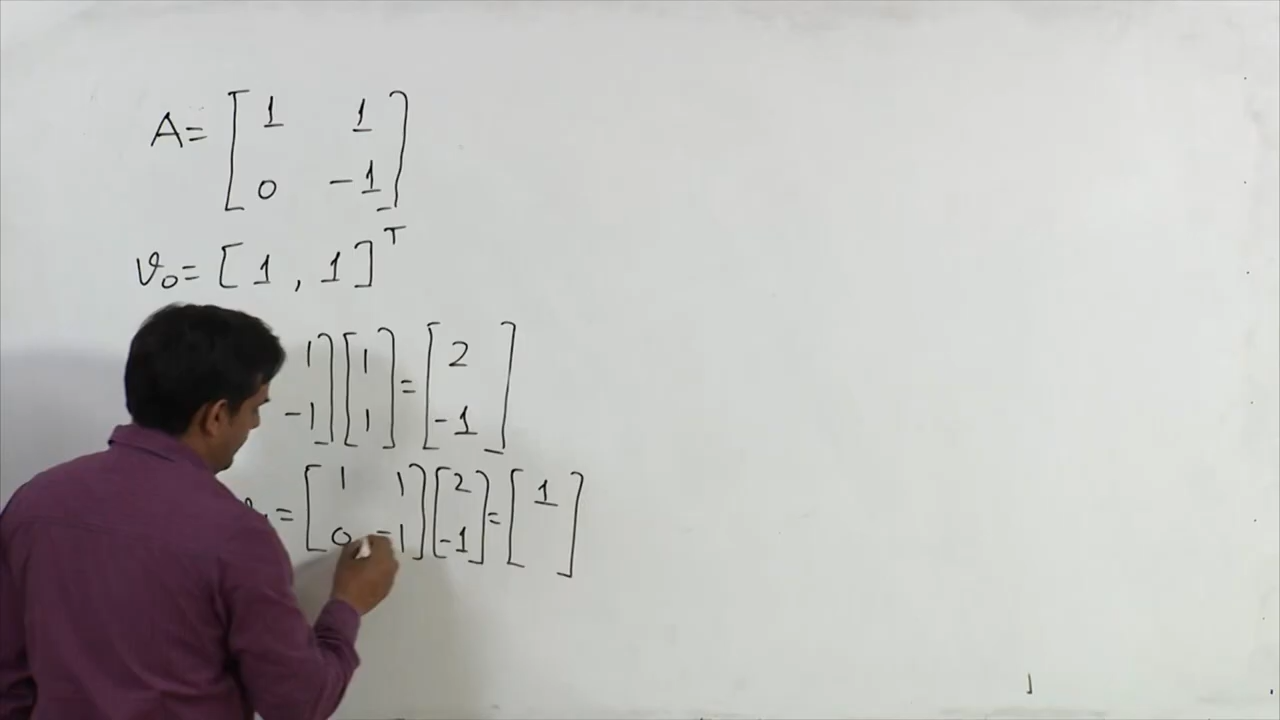 A = [ 1 1
0 -1 ]
v₀ = [ 1 , 1 ]ᵀ
1 ] [ 1 ] = [ 2 ]
-1 ] [ 1 ] = [ -1 ]
= [ 1 1 ] [ 2 ] = [ 1 ]
[ 0 -1 ] [ -1 ] = [ ]